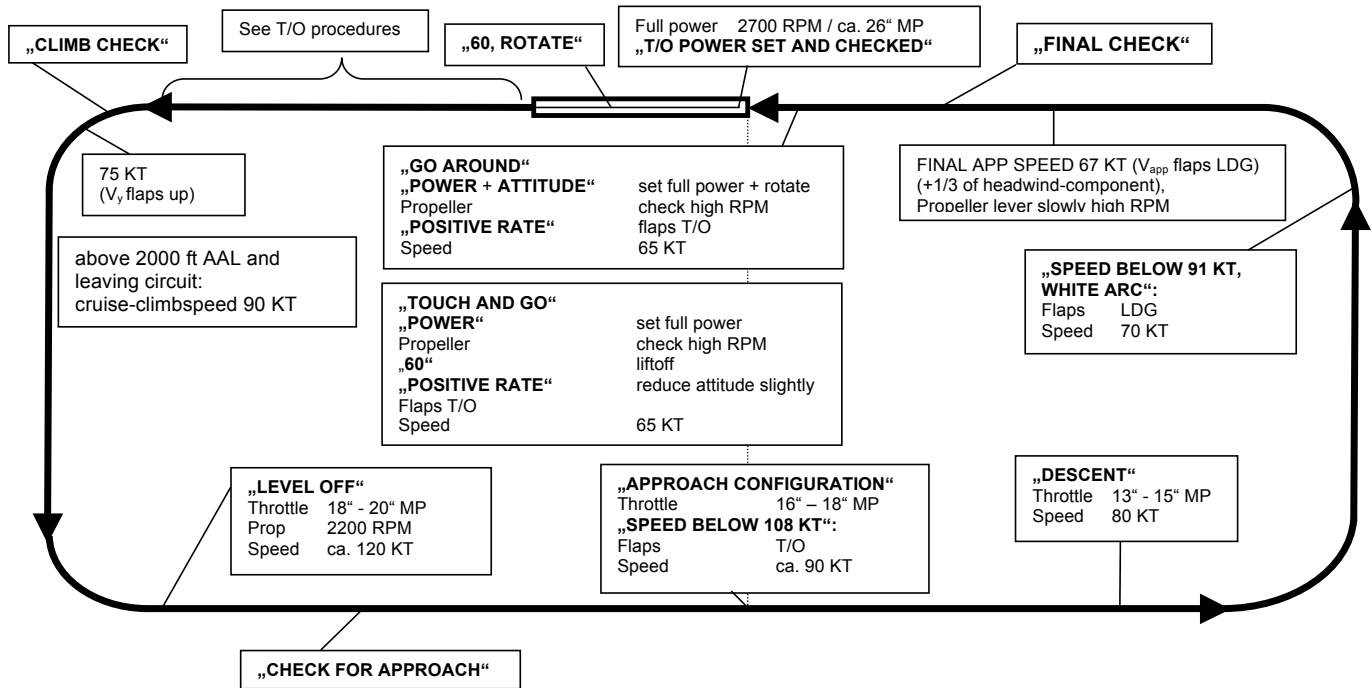 „CLIMB CHECK“
See T/O procedures
„60, ROTATE“
Full power 2700 RPM / ca. 26“ MP
„T/O POWER SET AND CHECKED“
„FINAL CHECK“
75 KT
(Vy flaps up)
above 2000 ft AAL and
leaving circuit:
cruise-climbspeed 90 KT
„GO AROUND“
„POWER + ATTITUDE“ set full power + rotate
Propeller check high RPM
„POSITIVE RATE“ flaps T/O
Speed 65 KT
„TOUCH AND GO“
„POWER“ set full power
Propeller check high RPM
„60“ liftoff
„POSITIVE RATE“ reduce attitude slightly
Flaps T/O
Speed 65 KT
FINAL APP SPEED 67 KT (Vapp flaps LDG)
(+1/3 of headwind-component),
Propeller lever slowly high RPM
„SPEED BELOW 91 KT,
WHITE ARC“:
Flaps LDG
Speed 70 KT
„LEVEL OFF“
Throttle 18“ - 20“ MP
Prop 2200 RPM
Speed ca. 120 KT
„APPROACH CONFIGURATION“
Throttle 16“ – 18“ MP
„SPEED BELOW 108 KT“:
Flaps T/O
Speed ca. 90 KT
„DESCENT“
Throttle 13“ - 15“ MP
Speed 80 KT
„CHECK FOR APPROACH“